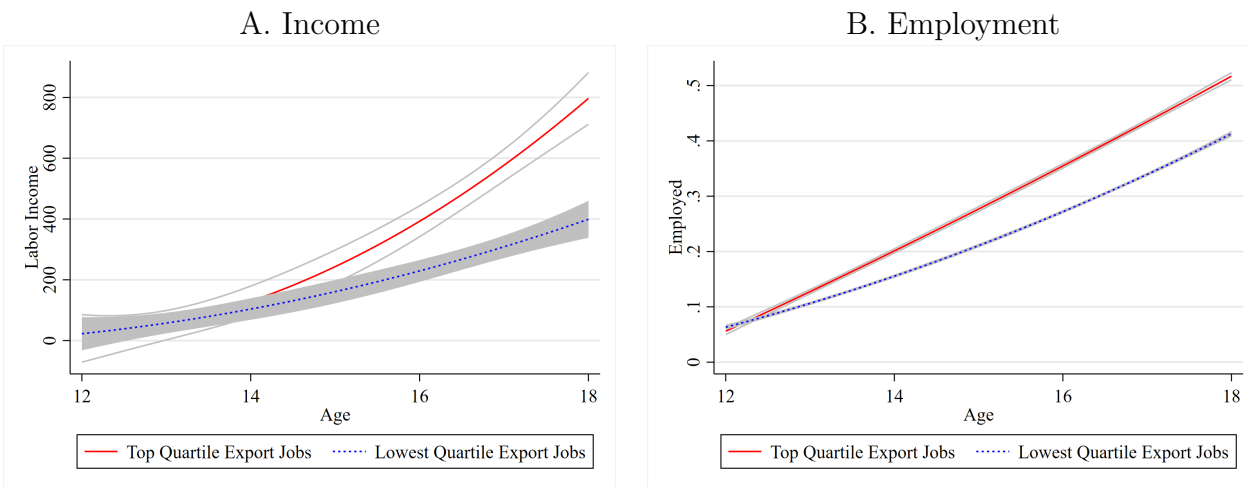 A. Income
Labor Income
800
600
400
200
0
12 14 16 18
Age
Top Quartile Export Jobs Lowest Quartile Export Jobs
B. Employment
Employed
.5
.4
.3
.2
.1
0
12 14 16 18
Age
Top Quartile Export Jobs Lowest Quartile Export Jobs